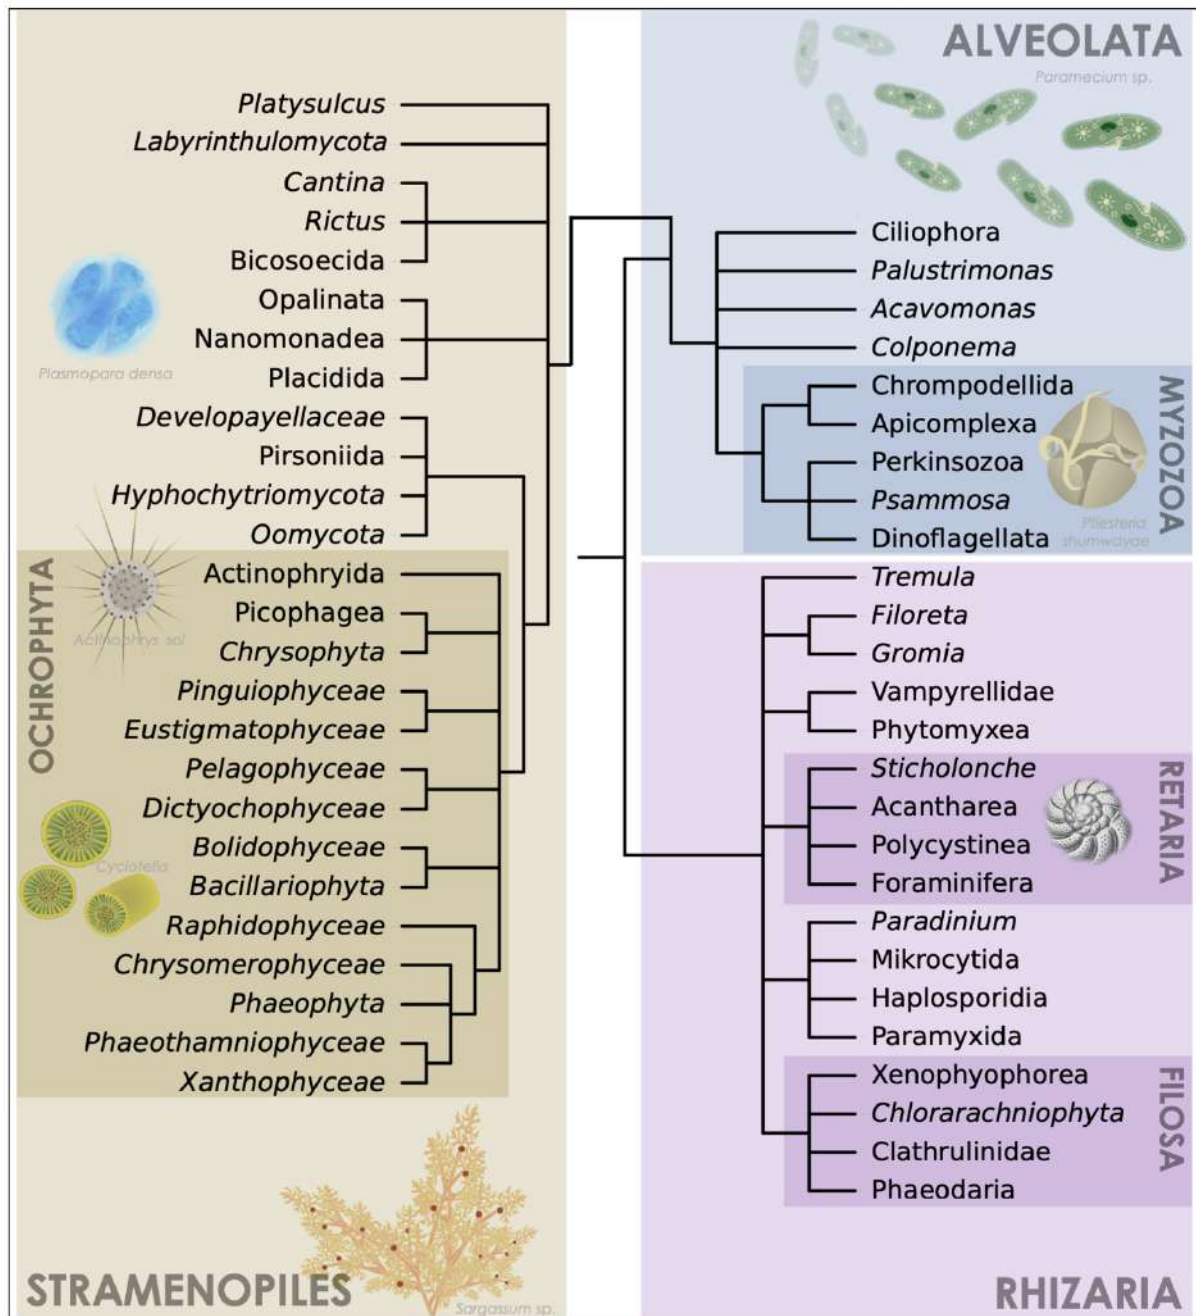 Platysulcus
Labyrinthulomycota
Cantina
Rictus
Bicosoecida
Opalinata
Nanomonadea
Placidida
Plasmopara densa
Developayellaceae
Pirsoniida
Hyphochytriomycota
Oomycota
OCHROPHYTA
Actinophryida
Picophagea
Actinophrys sol
Chrysophyta
Pinguiophyceae
Eustigmatophyceae
Pelagophyceae
Dictyochophyceae
Bolidophyceae
Cyclotella
Bacillariophyta
Raphidophyceae
Chrysomerophyceae
Phaeophyta
Phaeothamniophyceae
Xanthophyceae
STRAMENOPILES
Sargassum sp.
ALVEOLATA
Paramecium sp.
Ciliophora
Palustrimonas
Acavomonas
Colponema
MYZOZOA
Chrompodellida
Apicomplexa
Perkinsozoa
Psammosa
Dinoflagellata
Pfiesteria
shumwayae
Tremula
Filoreta
Gromia
Vampyrellidae
Phytomyxea
RETARIA
Sticholonche
Acantharea
Polycystinea
Foraminifera
Paradinium
Mikrocytida
Haplosporidia
Paramyxida
FILOSA
Xenophyophorea
Chlorarachniophyta
Clathrulinidae
Phaeodaria
RHIZARIA